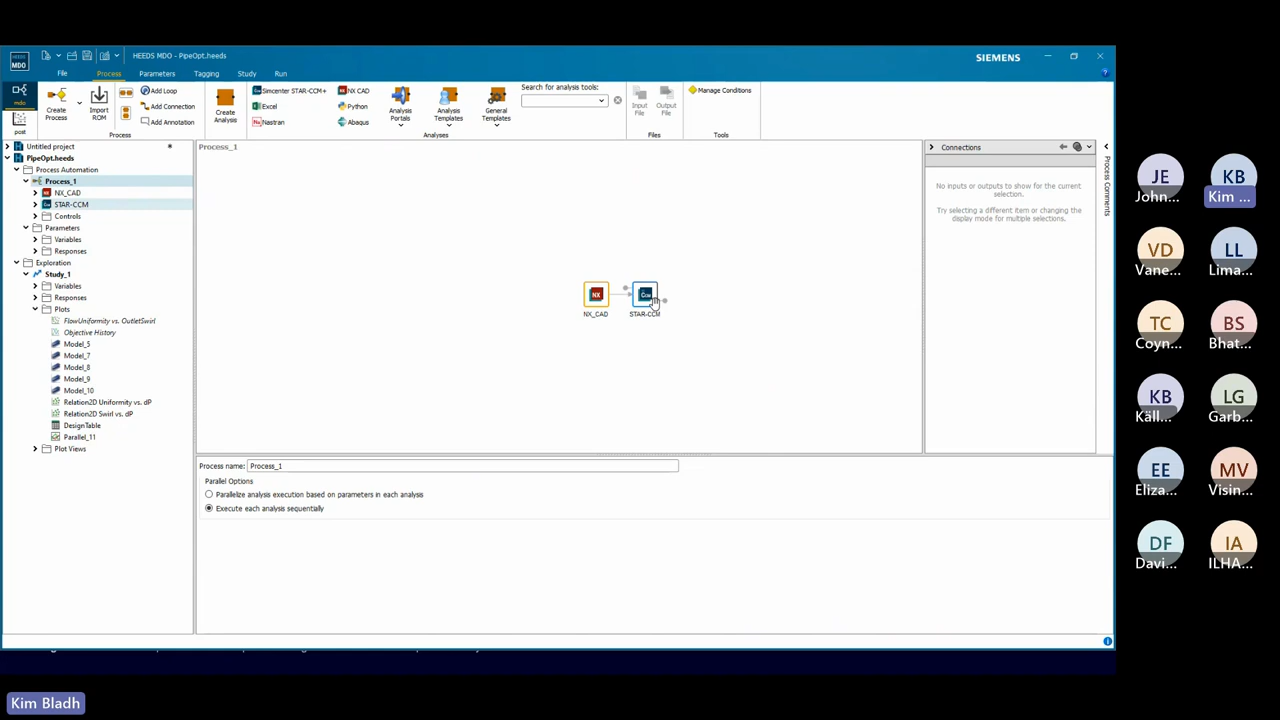 HEEDS MDO - PipeOpt.heeds
SIEMENS
HEEDS
MDO
File
Process
Parameters
Tagging
Study
Run
mdo
post
Create
Process
Import
ROM
Add Loop
Add Connection
Add Annotation
Process
Create
Analysis
Simcenter STAR-CCM+
Excel
Nastran
NX CAD
Python
Abaqus
Analysis
Portals
Analysis
Templates
General
Templates
Analyses
Search for analysis tools:
Input
File
Output
File
Files
Manage Conditions
Tools
Untitled project *
PipeOpt.heeds
Process Automation
Process_1
NX_CAD
STAR-CCM
Controls
Parameters
Variables
Responses
Exploration
Study_1
Variables
Responses
Plots
FlowUniformity vs. OutletSwirl
Objective History
Model_5
Model_7
Model_8
Model_9
Model_10
Relation2D Uniformity vs. dP
Relation2D Swirl vs. dP
DesignTable
Parallel_11
Plot Views
Process_1
NX
NX_CAD
STAR-CCM
Connections
No inputs or outputs to show for the current
selection.
Try selecting a different item or changing the
display mode for multiple selections.
Process Comments
Process name: Process_1
Parallel Options
Parallelize analysis execution based on parameters in each analysis
Execute each analysis sequentially
JE
John...
KB
Kim ...
VD
Vane...
LL
Lima...
TC
Coyn...
BS
Bhat...
KB
Käll...
LG
Garb...
EE
Eliza...
MV
Visin...
DF
Davi...
IA
ILHA...
Kim Bladh